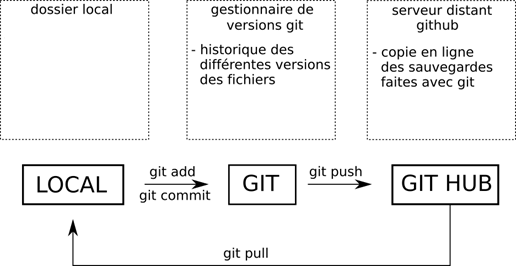 dossier local
gestionnaire de
versions git
- historique des
différentes versions
des fichiers
serveur distant
github
- copie en ligne
des sauvegardes
faites avec git
LOCAL
git add
git commit
GIT
git push
GIT HUB
git pull